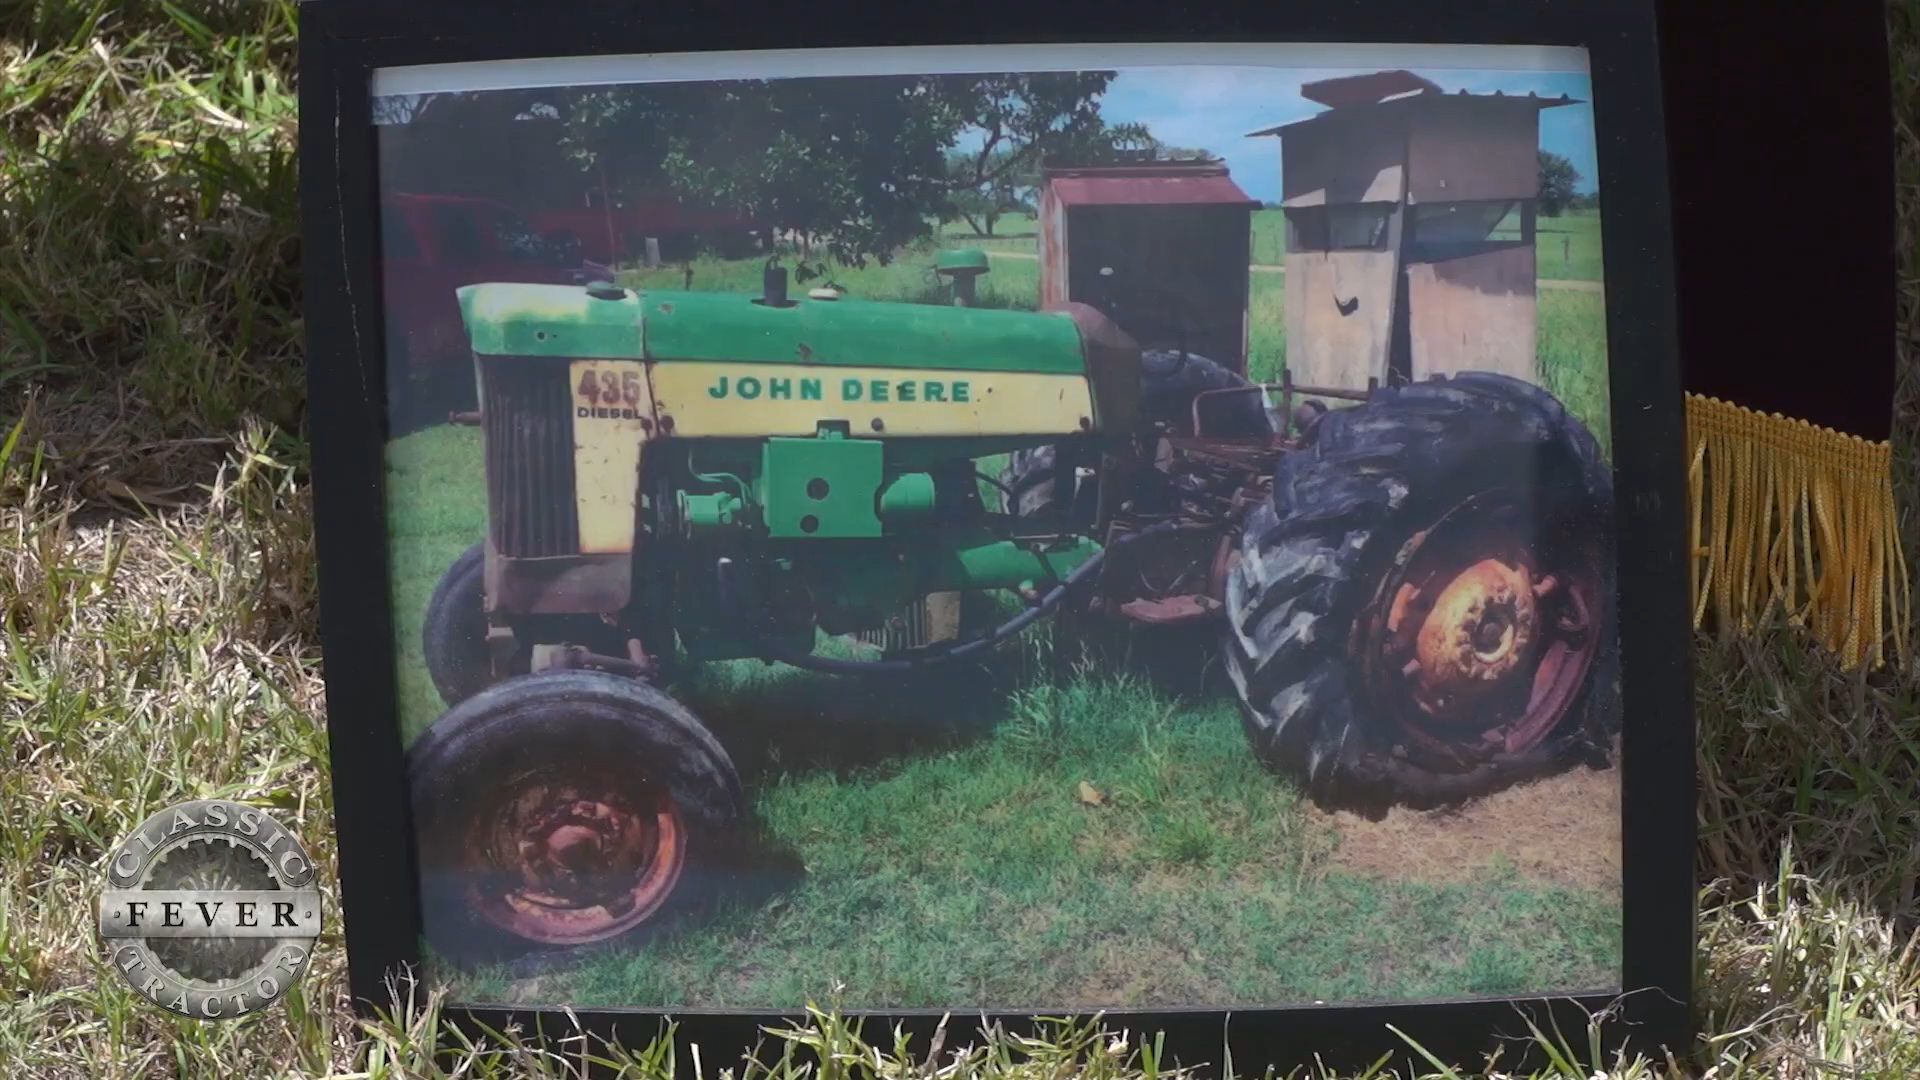 435
DIESEL
JOHN DEERE
CLASSIC
FEVER
TRACTOR